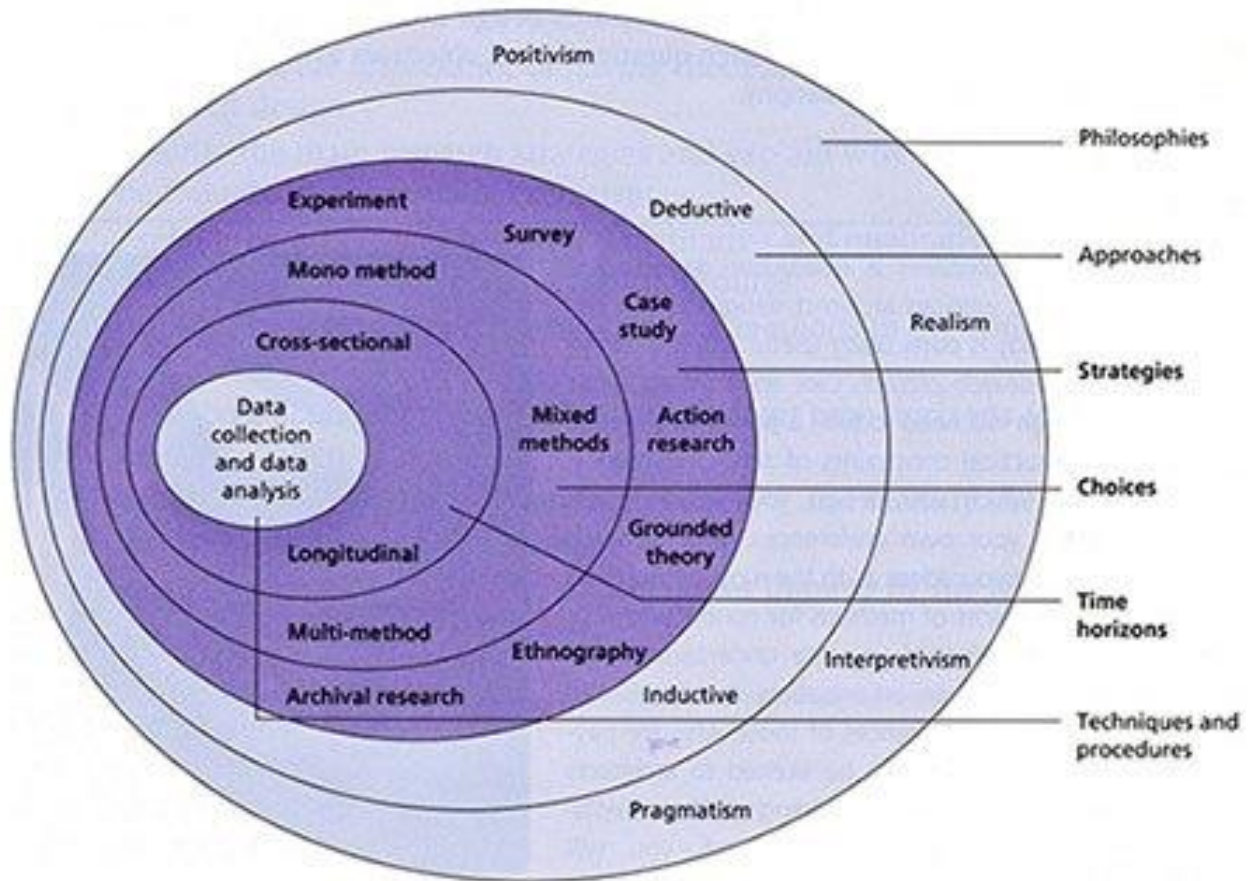 Positivism
Philosophies
Experiment
Deductive
Survey
Approaches
Mono method
Case
study
Realism
Cross-sectional
Strategies
Data
collection
and data
analysis
Mixed
methods
Action
research
Choices
Grounded
theory
Longitudinal
Time
horizons
Multi-method
Ethnography
Interpretivism
Archival research
Inductive
Techniques and
procedures
Pragmatism